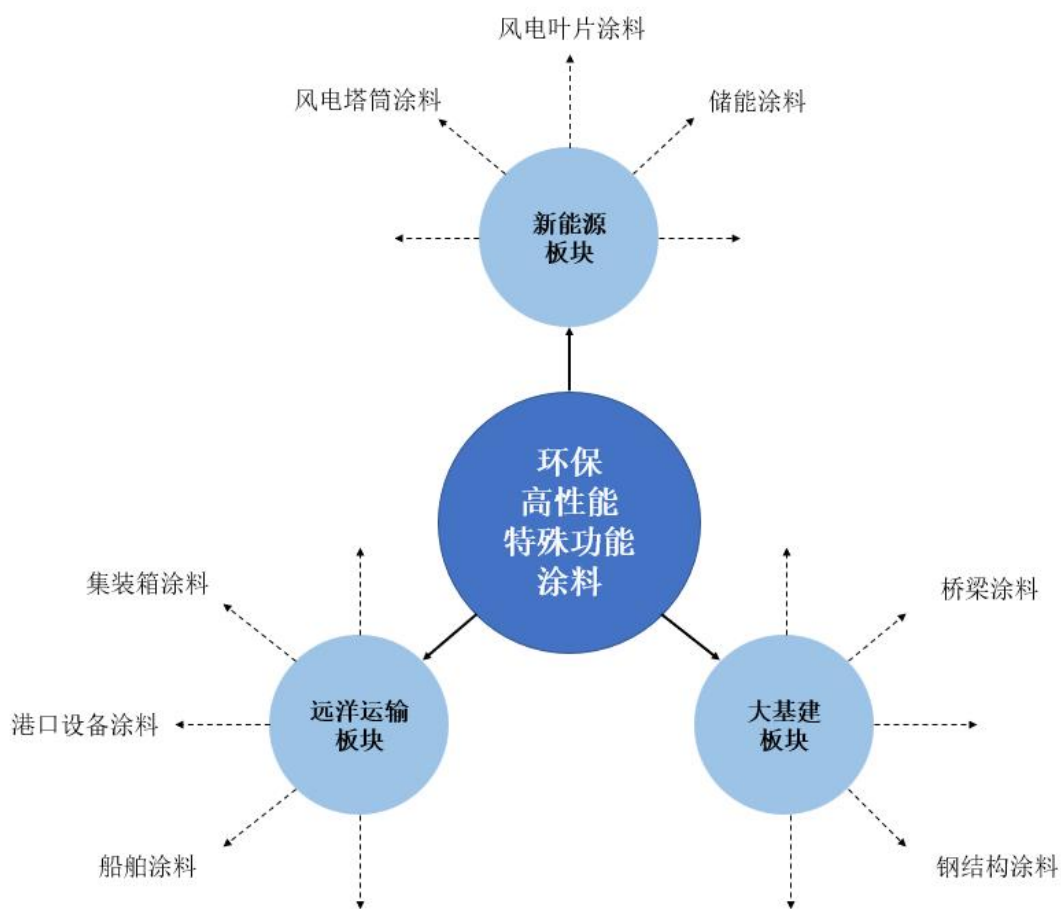 风电叶片涂料
风电塔筒涂料
储能涂料
新能源
板块
环保
高性能
特殊功能
涂料
集装箱涂料
桥梁涂料
港口设备涂料
远洋运输
板块
大基建
板块
船舶涂料
钢结构涂料